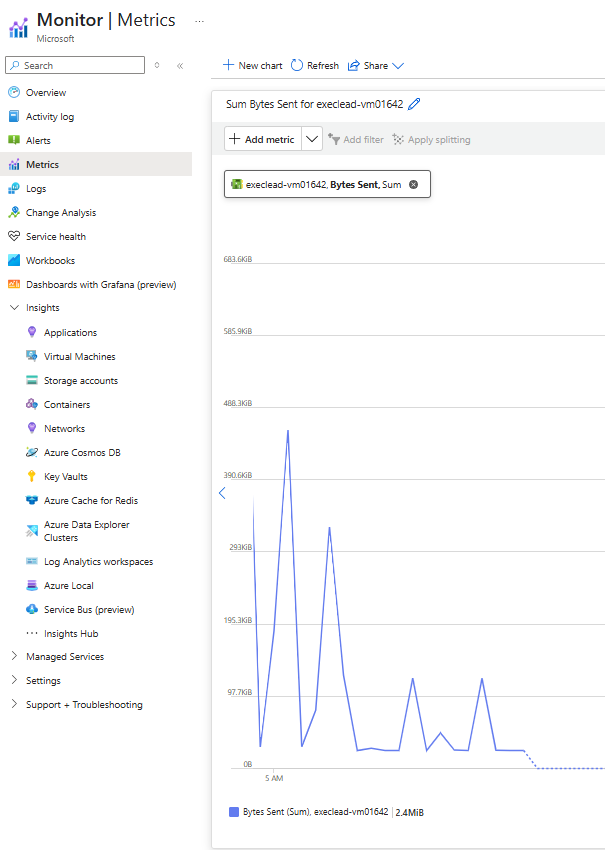 Monitor | Metrics ...
Microsoft
Search
New chart
Refresh
Share
Overview
Activity log
Alerts
Metrics
Logs
Change Analysis
Service health
Workbooks
Dashboards with Grafana (preview)
Insights
Applications
Virtual Machines
Storage accounts
Containers
Networks
Azure Cosmos DB
Key Vaults
Azure Cache for Redis
Azure Data Explorer
Clusters
Log Analytics workspaces
Azure Local
Service Bus (preview)
Insights Hub
Managed Services
Settings
Support + Troubleshooting
Sum Bytes Sent for execlead-vm01642
Add metric
Add filter
Apply splitting
execlead-vm01642, Bytes Sent, Sum
683.6KiB
585.9KiB
488.3KiB
390.6KiB
293KiB
195.3KiB
97.7KiB
0B
5 AM
Bytes Sent (Sum), execlead-vm01642 | 2.4MiB